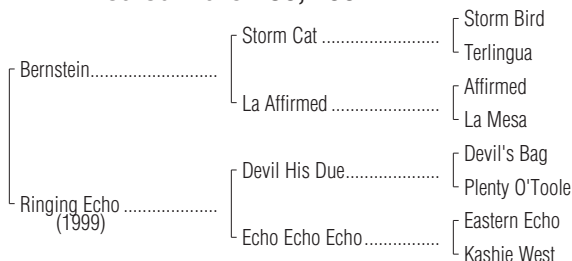 Storm Bird
Storm Cat ........................
Terlingua
Bernstein..........................
Affirmed
La Affirmed ......................
La Mesa
Devil's Bag
Devil His Due...................
Plenty O'Toole
Ringing Echo ...................
(1999)
Eastern Echo
Echo Echo Echo...............
Kashie West